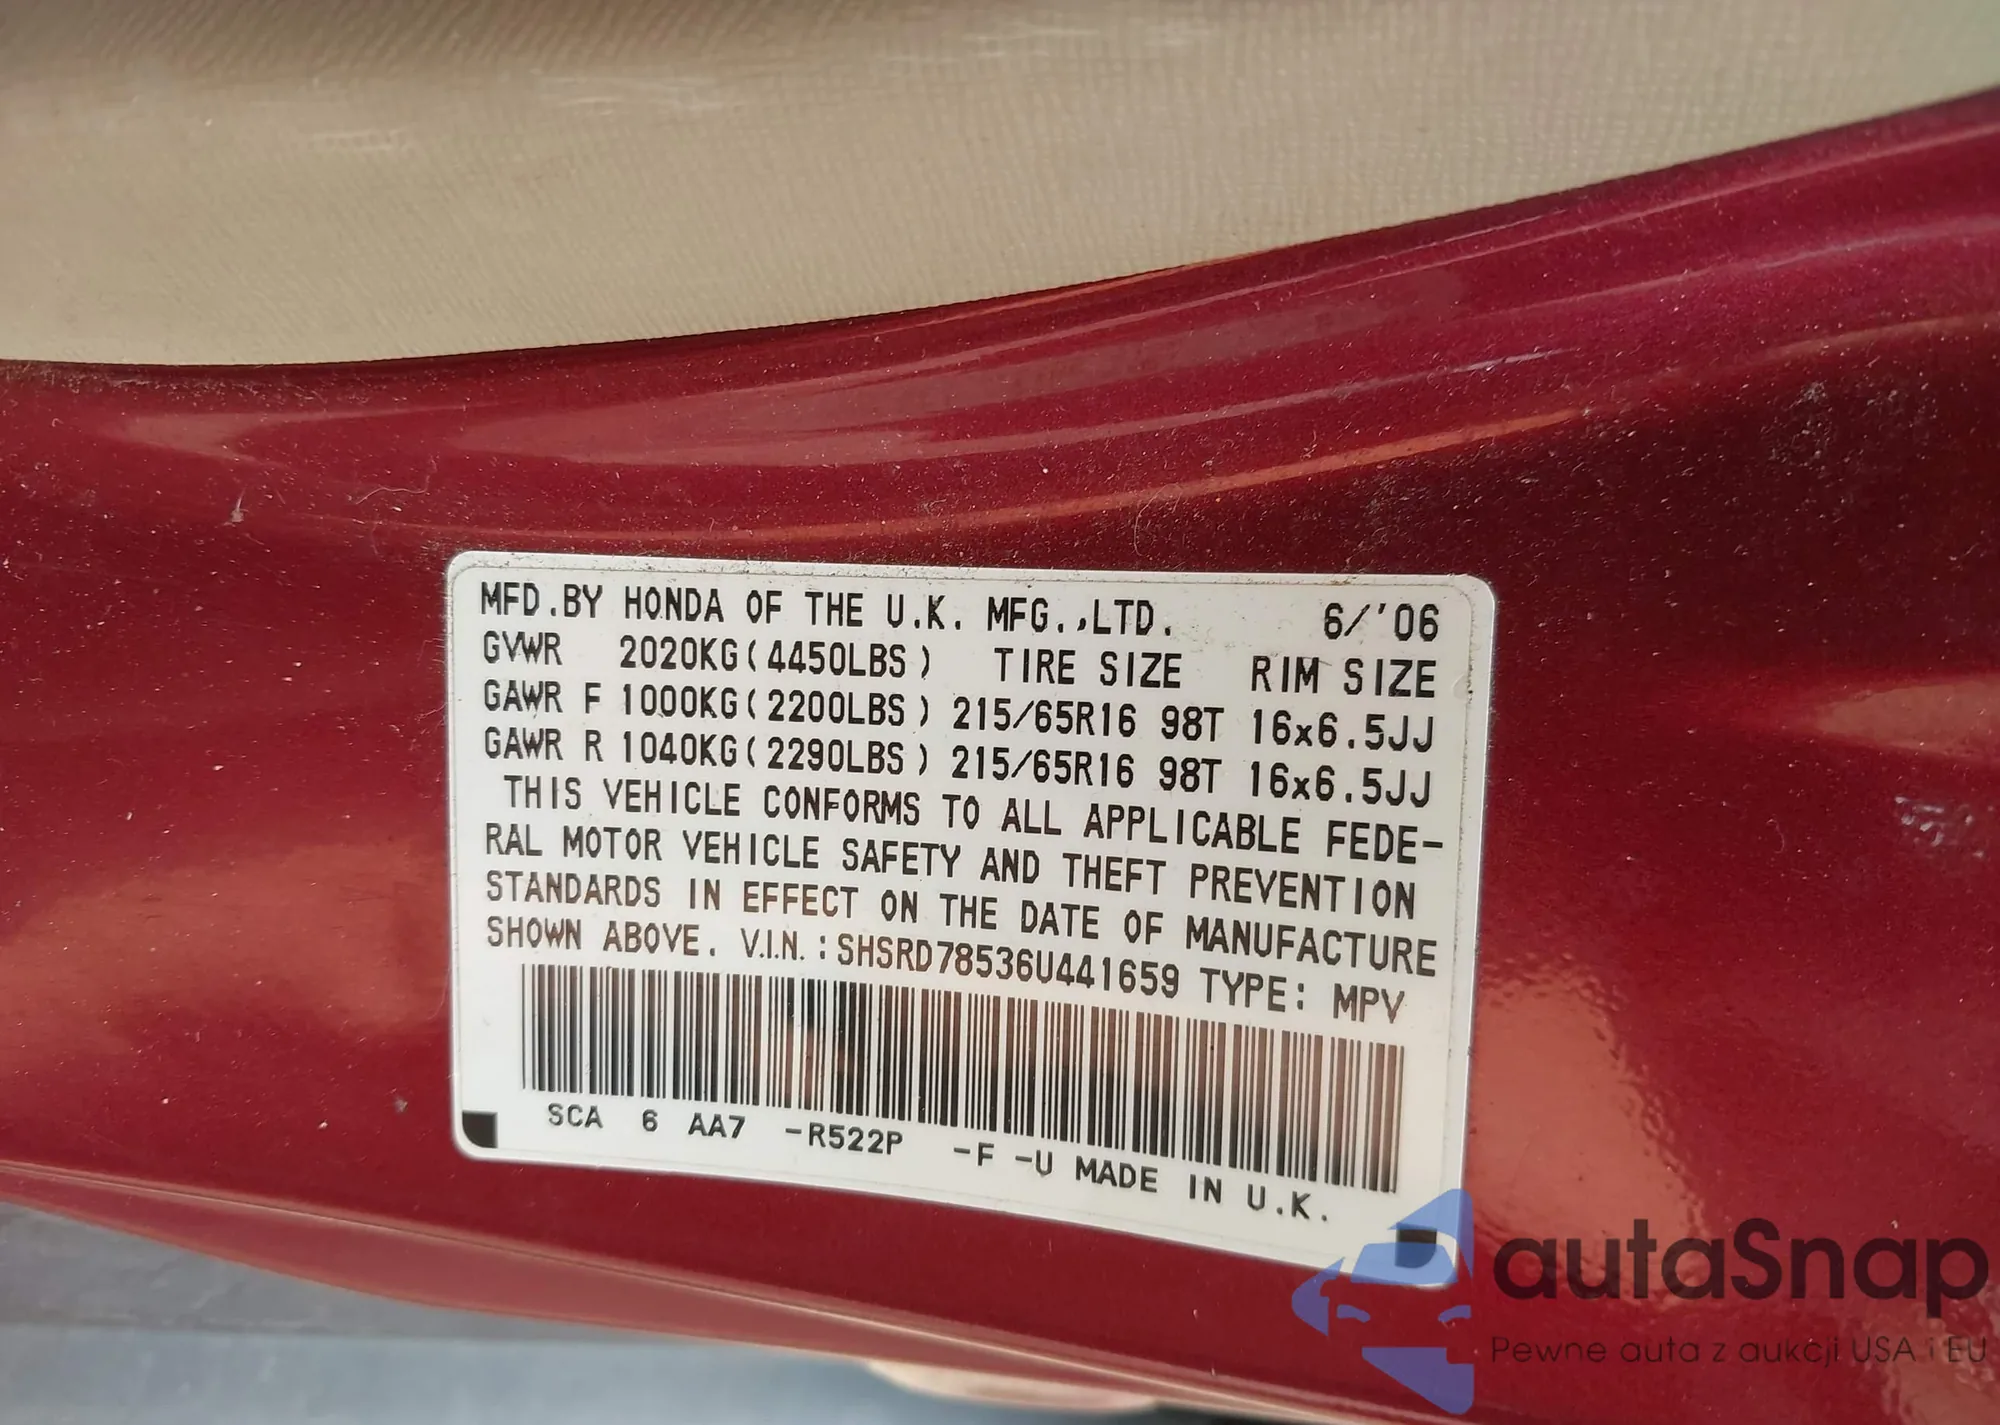 MFD.BY HONDA OF THE U.K. MFG.,LTD. 6/'06
GVWR 2020KG(4450LBS) TIRE SIZE RIM SIZE
GAWR F 1000KG(2200LBS) 215/65R16 98T 16x6.5JJ
GAWR R 1040KG(2290LBS) 215/65R16 98T 16x6.5JJ
THIS VEHICLE CONFORMS TO ALL APPLICABLE FEDE-
RAL MOTOR VEHICLE SAFETY AND THEFT PREVENTION
STANDARDS IN EFFECT ON THE DATE OF MANUFACTURE
SHOWN ABOVE. V.I.N.:SHSRD78536U441659 TYPE: MPV
SCA 6 AA7 -R522P -F -U MADE IN U.K.
autaSnap
Pewne auta z aukcji USA i EU